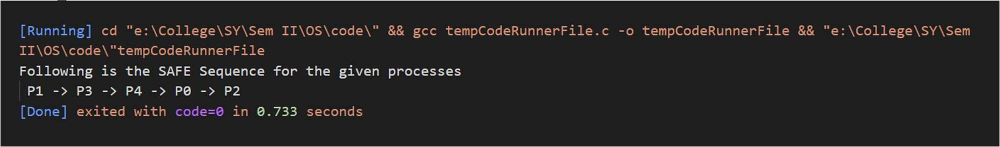 [Running] cd "e:\College\SY\Sem II\OS\code\" && gcc tempCodeRunnerFile.c -o tempCodeRunnerFile && "e:\College\SY\Sem
II\OS\code\"tempCodeRunnerFile
Following is the SAFE Sequence for the given processes
P1 -> P3 -> P4 -> P0 -> P2
[Done] exited with code=0 in 0.733 seconds